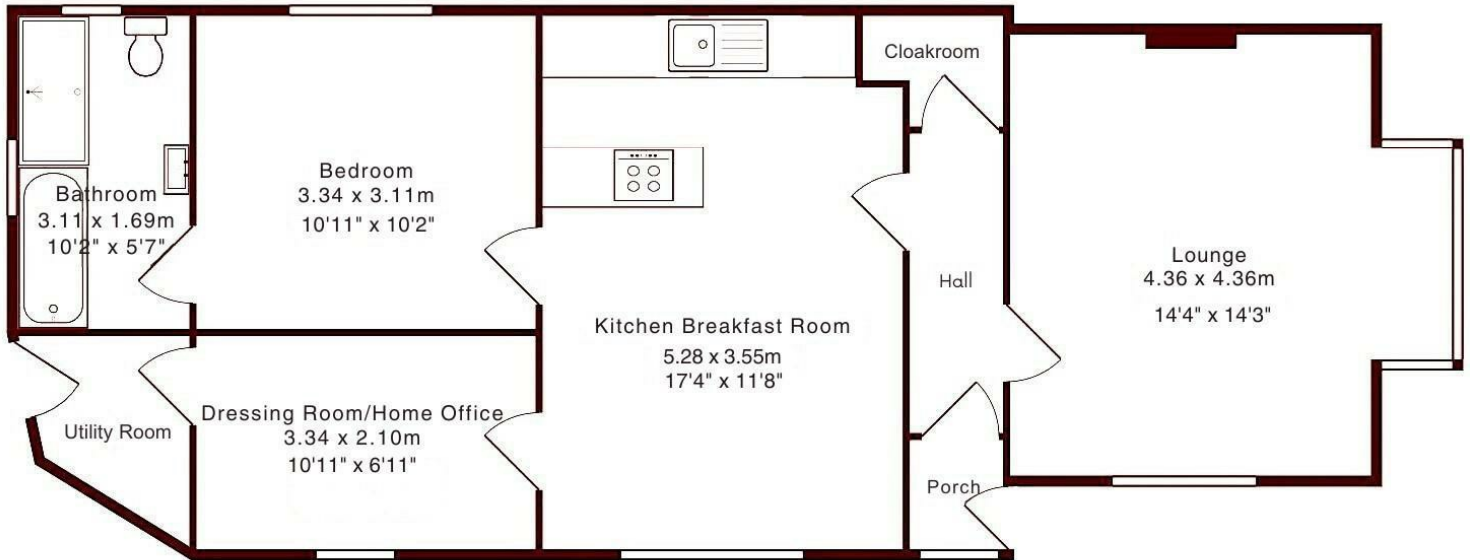 Cloakroom
Bedroom
3.34 x 3.11m
10'11" x 10'2"
Bathroom
3.11 x 1.69m
10'2" x 5'7"
Lounge
4.36 x 4.36m
14'4" x 14'3"
Hall
Kitchen Breakfast Room
5.28 x 3.55m
17'4" x 11'8"
Dressing Room/Home Office
3.34 x 2.10m
10'11" x 6'11"
Utility Room
Porch